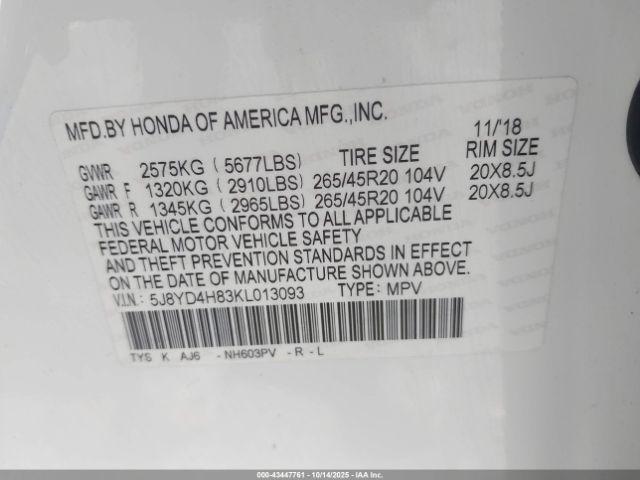 MFD.BY HONDA OF AMERICA MFG.,INC. 11/'18
GVWR 2575KG ( 5677LBS) TIRE SIZE RIM SIZE
GAWR F 1320KG ( 2910LBS) 265/45R20 104V 20X8.5J
GAWR R 1345KG ( 2965LBS) 265/45R20 104V 20X8.5J
THIS VEHICLE CONFORMS TO ALL APPLICABLE
FEDERAL MOTOR VEHICLE SAFETY
AND THEFT PREVENTION STANDARDS IN EFFECT
ON THE DATE OF MANUFACTURE SHOWN ABOVE.
V.I.N: 5J8YD4H83KL013093 TYPE: MPV
TYS K AJ6 -NH603PV -R-L
00-43447761 - 10/14/2025 - IAA, Inc.